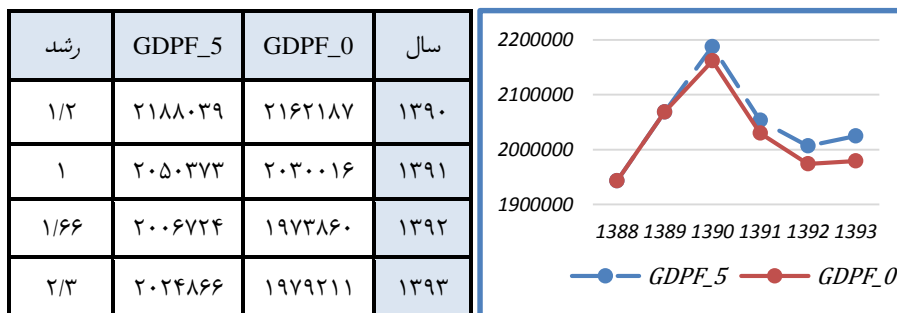 سال GDPF_0 GDPF_5 رشد
۱۳۹۰ ۲۱۶۲۱۸۷ ۲۱۸۸۰۳۹ ۱/۲
۱۳۹۱ ۲۰۳۰۰۱۶ ۲۰۵۰۳۷۳ ۱
۱۳۹۲ ۱۹۷۳۸۶۰ ۲۰۰۶۷۲۴ ۱/۶۶
۱۳۹۳ ۱۹۷۹۲۱۱ ۲۰۲۴۸۶۶ ۲/۳
2200000
2100000
2000000
1900000
1388 1389 1390 1391 1392 1393
GDPF_5 GDPF_0